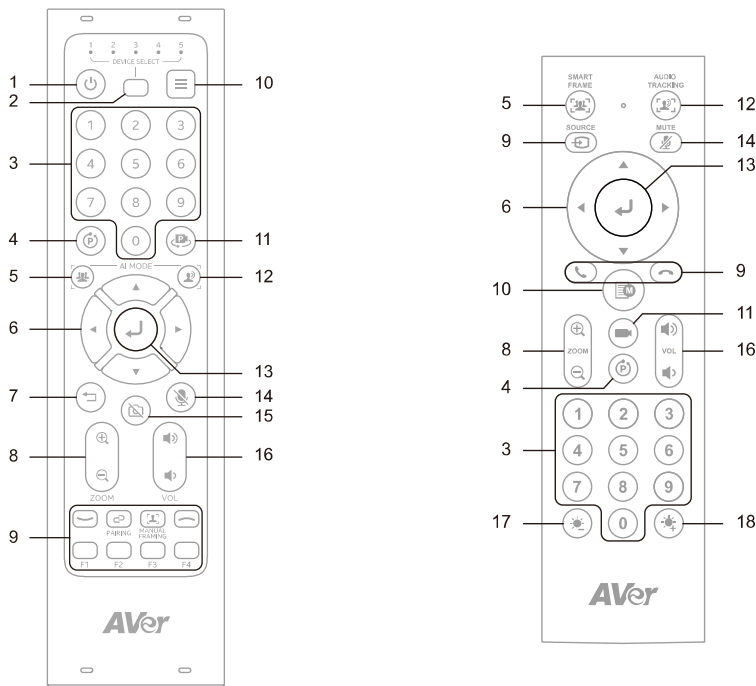 1 2 3 4 5
DEVICE SELECT
1
2
10
1 2 3
3
4 5 6
7 8 9
4
P
0
P
11
AI MODE
5
12
6
13
7
14
15
8
16
ZOOM
VOL
9
PAIRING
MANUAL
FRAMING
F1 F2 F3 F4
AVer
SMART
FRAME
AUDIO
TRACKING
5
12
SOURCE
MUTE
9
14
13
6
9
10
M
11
8
ZOOM
VOL
16
4
P
1 2 3
3
4 5 6
7 8 9
17
0
18
AVer